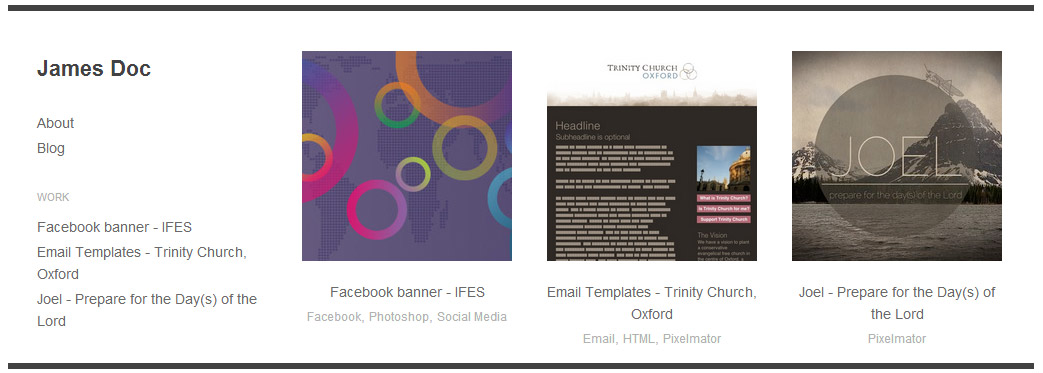 James Doc
About
Blog
WORK
Facebook banner - IFES
Email Templates - Trinity Church,
Oxford
Joel - Prepare for the Day(s) of the
Lord
Facebook banner - IFES
Facebook, Photoshop, Social Media
TRINITY CHURCH
OXFORD
Headline
Subheadline is optional
What is Trinity Church?
Is Trinity Church for me?
Support Trinity Church
The Vision
We have a vision to plant
a conservative
evangelical free church in
the centre of Oxford, a
Email Templates - Trinity Church,
Oxford
Email, HTML, Pixelmator
JOEL
prepare for the day(s) of the Lord
Joel - Prepare for the Day(s) of
the Lord
Pixelmator